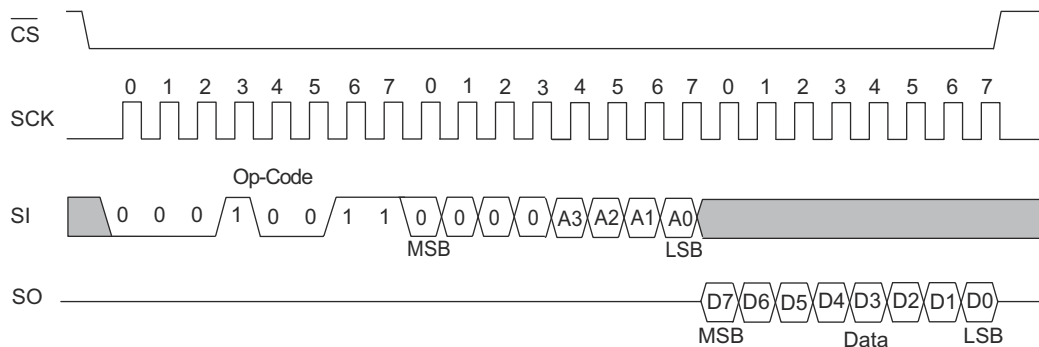 CS
0 1 2 3 4 5 6 7 0 1 2 3 4 5 6 7 0 1 2 3 4 5 6 7
SCK
Op-Code
SI 0 0 0 1 0 0 1 1 0 0 0 0 A3 A2 A1 A0
MSB LSB
SO D7 D6 D5 D4 D3 D2 D1 D0
MSB Data LSB